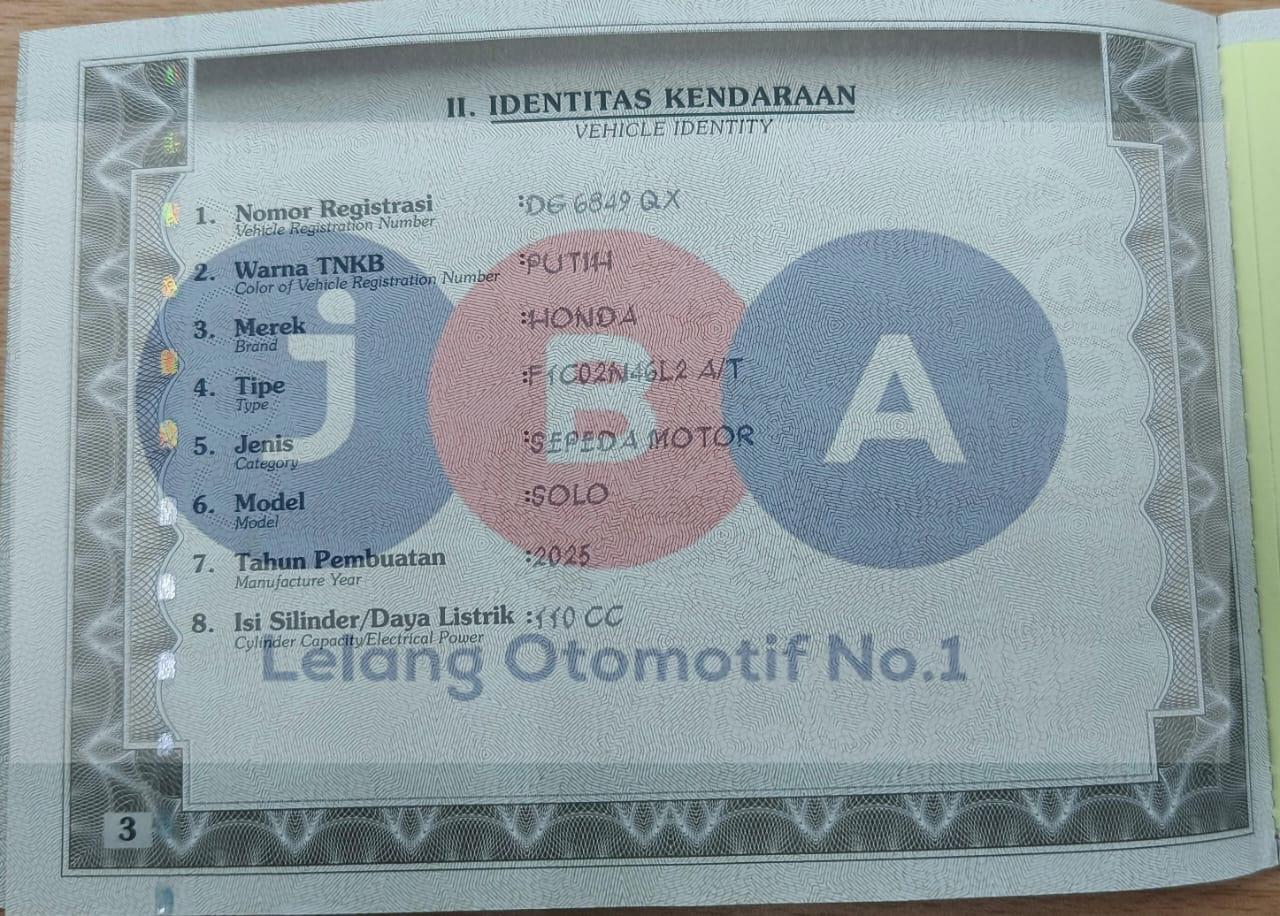 II. IDENTITAS KENDARAAN
VEHICLE IDENTITY
1. Nomor Registrasi :DG 6849 QX
Vehicle Registration Number
2. Warna TNKB :PUTIH
Color of Vehicle Registration Number
3. Merek :HONDA
Brand
4. Tipe :F1C02N46L2 A/T
Type
5. Jenis :SEPEDA MOTOR
Category
6. Model :SOLO
Model
7. Tahun Pembuatan :2025
Manufacture Year
8. Isi Silinder/Daya Listrik :110 CC
Cylinder Capacity/Electrical Power
jBA
Lelang Otomotif No.1
3